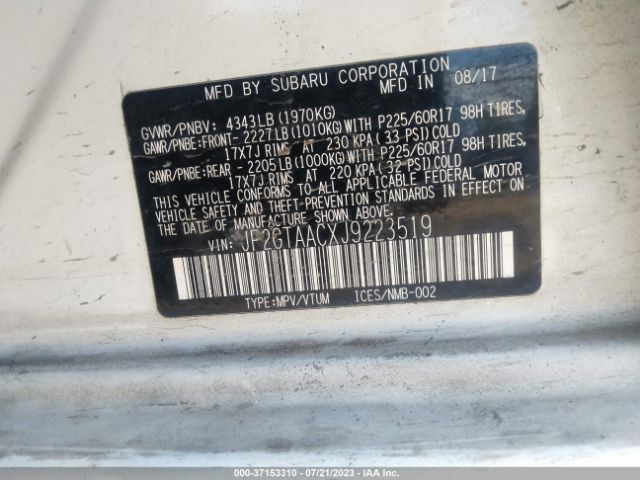 MFD BY SUBARU CORPORATION
MFD IN 08/17
GVWR/PNBV: 4343LB (1970KG)
GAWR/PNBE:FRONT- 2227LB(1010KG)WITH P225/60R17 98H TIRES,
17X7J RIMS AT 230 KPA(33 PSI)COLD
GAWR/PNBE:REAR - 2205LB(1000KG)WITH P225/60R17 98H TIRES,
17X7J RIMS AT 220 KPA(32 PSI)COLD
THIS VEHICLE CONFORMS TO ALL APPLICABLE FEDERAL MOTOR
VEHICLE SAFETY AND THEFT PREVENTION STANDARDS IN EFFECT ON
THE DATE OF MANUFACTURE SHOWN ABOVE.
VIN: JF2GTAACXJ9223519
TYPE:MPV/VTUM ICES/NMB-002
000-37153310 - 07/21/2023 - IAA Inc.